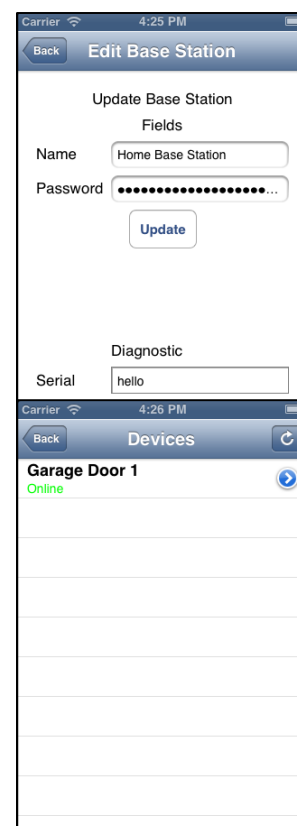 Carrier 4:25 PM
Back Edit Base Station
Update Base Station
Fields
Name Home Base Station
Password ●●●●●●●●●●●●●●●●●●●...
Update
Diagnostic
Serial hello
Carrier 4:26 PM
Back Devices
Garage Door 1
Online